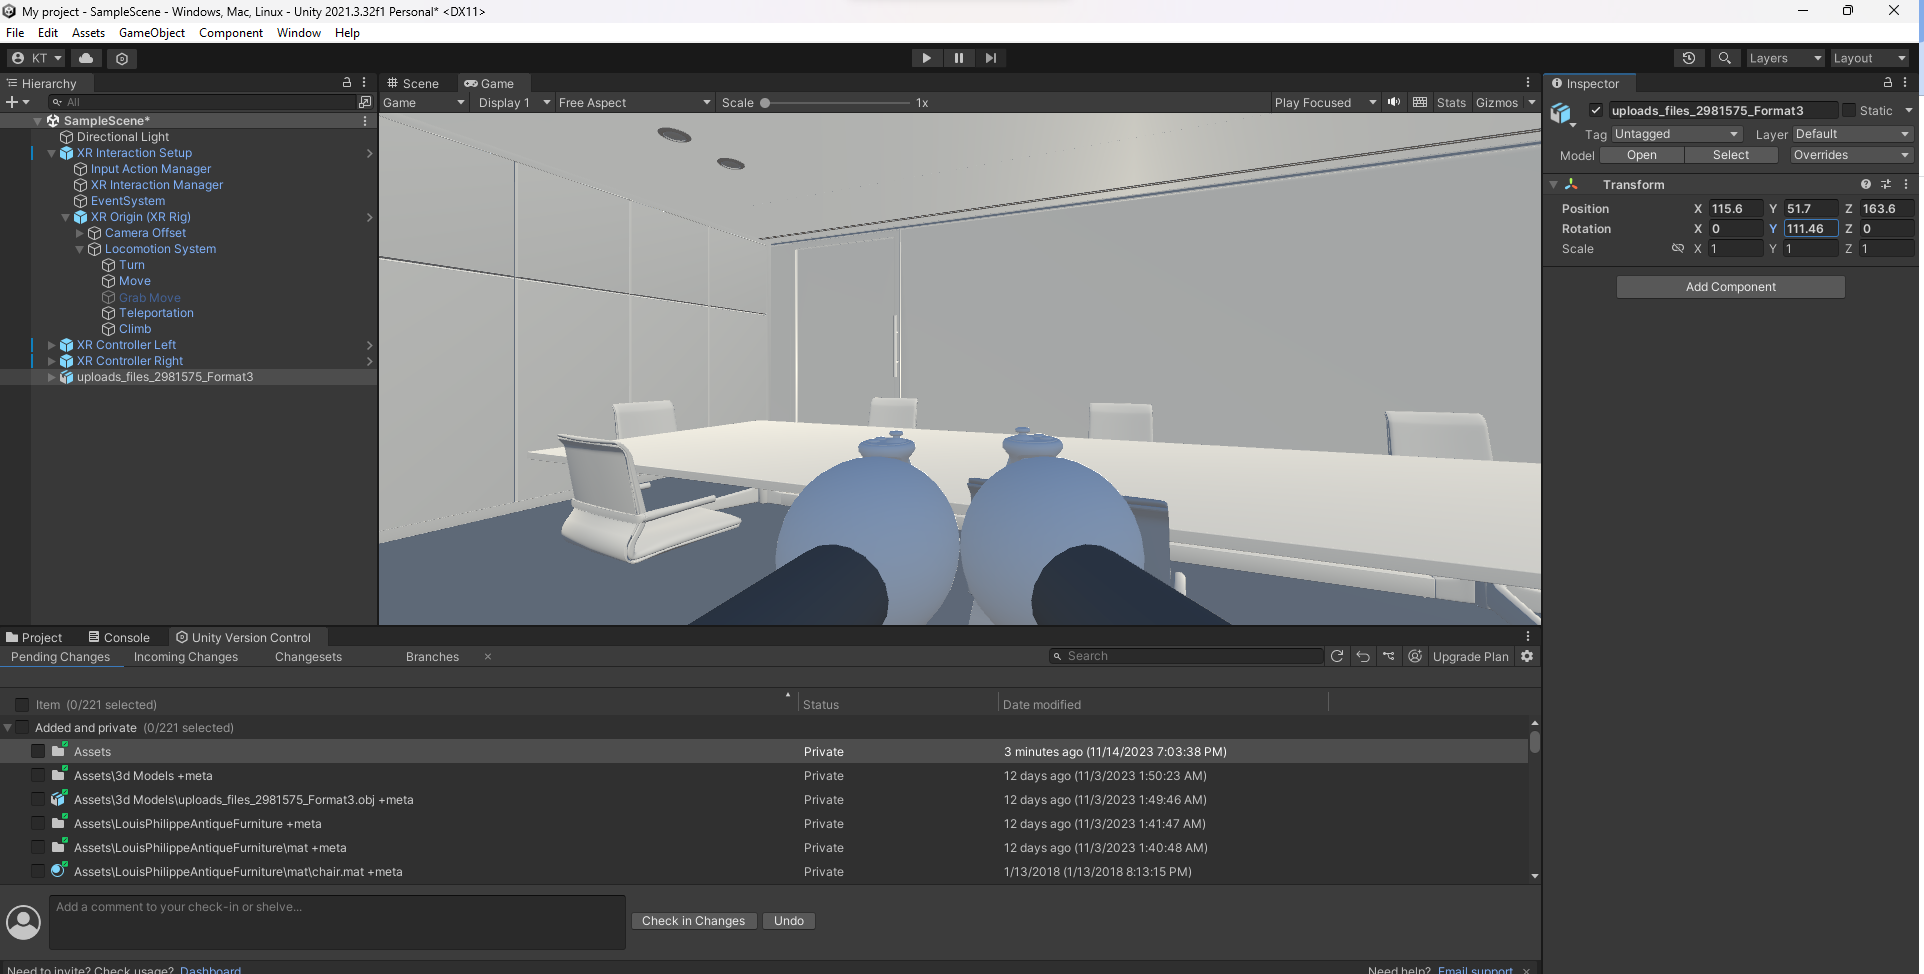 My project - SampleScene - Windows, Mac, Linux - Unity 2021.3.32f1 Personal* <DX11>
File Edit Assets GameObject Component Window Help
KT
Layers Layout
Hierarchy
All
SampleScene*
Directional Light
XR Interaction Setup
Input Action Manager
XR Interaction Manager
EventSystem
XR Origin (XR Rig)
Camera Offset
Locomotion System
Turn
Move
Grab Move
Teleportation
Climb
XR Controller Left
XR Controller Right
uploads_files_2981575_Format3
Scene Game
Game Display 1 Free Aspect Scale 1x Play Focused Stats Gizmos
Inspector
uploads_files_2981575_Format3 Static
Tag Untagged Layer Default
Model Open Select Overrides
Transform
Position X 115.6 Y 51.7 Z 163.6
Rotation X 0 Y 111.46 Z 0
Scale X 1 Y 1 Z 1
Add Component
Project Console Unity Version Control
Pending Changes Incoming Changes Changesets Branches ×
Search
Upgrade Plan
Item (0/221 selected) Status Date modified
Added and private (0/221 selected)
Assets Private 3 minutes ago (11/14/2023 7:03:38 PM)
Assets\3d Models +meta Private 12 days ago (11/3/2023 1:50:23 AM)
Assets\3d Models\uploads_files_2981575_Format3.obj +meta Private 12 days ago (11/3/2023 1:49:46 AM)
Assets\LouisPhilippeAntiqueFurniture +meta Private 12 days ago (11/3/2023 1:41:47 AM)
Assets\LouisPhilippeAntiqueFurniture\mat +meta Private 12 days ago (11/3/2023 1:40:48 AM)
Assets\LouisPhilippeAntiqueFurniture\mat\chair.mat +meta Private 1/13/2018 (1/13/2018 8:13:15 PM)
Add a comment to your check-in or shelve...
Check in Changes Undo
Need to invite? Check usage? Dashboard
Need help? Email support ×